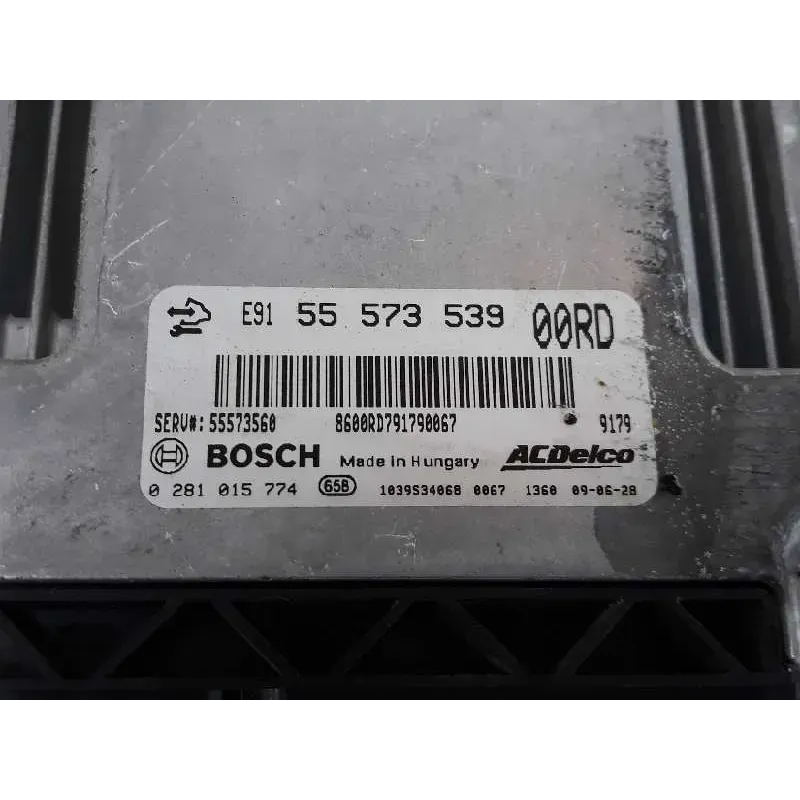 E91 55 573 539 00RD
SERV#: 55573560 8600RD791790067 9179
BOSCH Made in Hungary ACDelco
0 281 015 774 65B 1039S34068 0067 1360 09-06-28